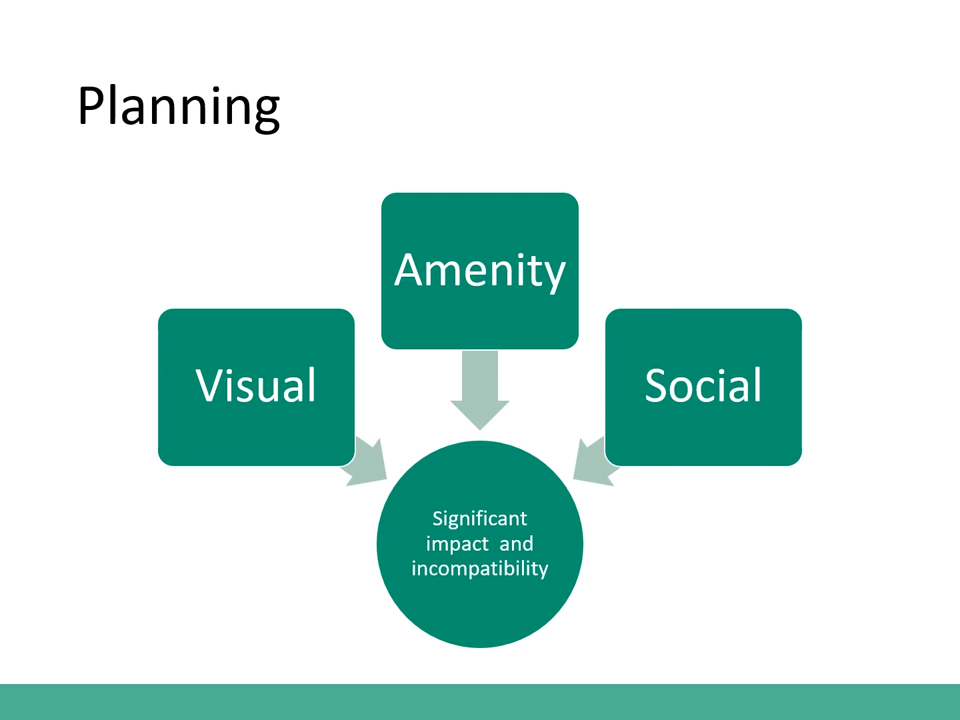 Planning
Amenity
Visual
Social
Significant
impact  and
incompatibility